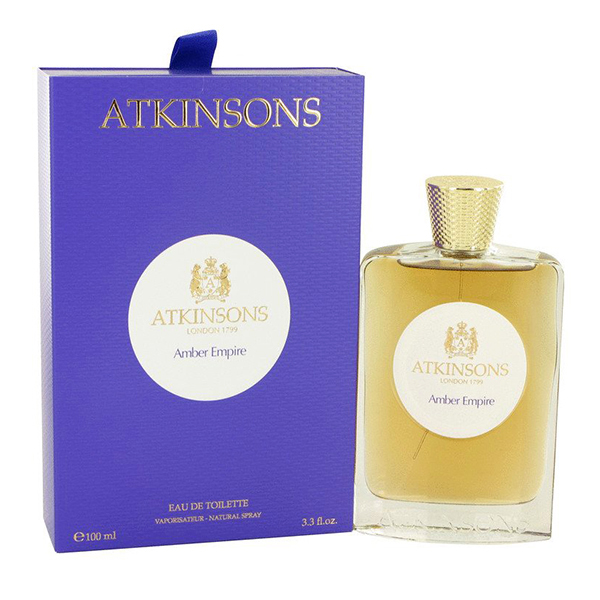 ATKINSONS
ATKINSONS
LONDON 1799
Amber Empire
EAU DE TOILETTE
VAPORISATEUR - NATURAL SPRAY
℮100 ml
3.3 fl.oz.
A
ATKINSONS
LONDON 1799
Amber Empire
ATKINSONS